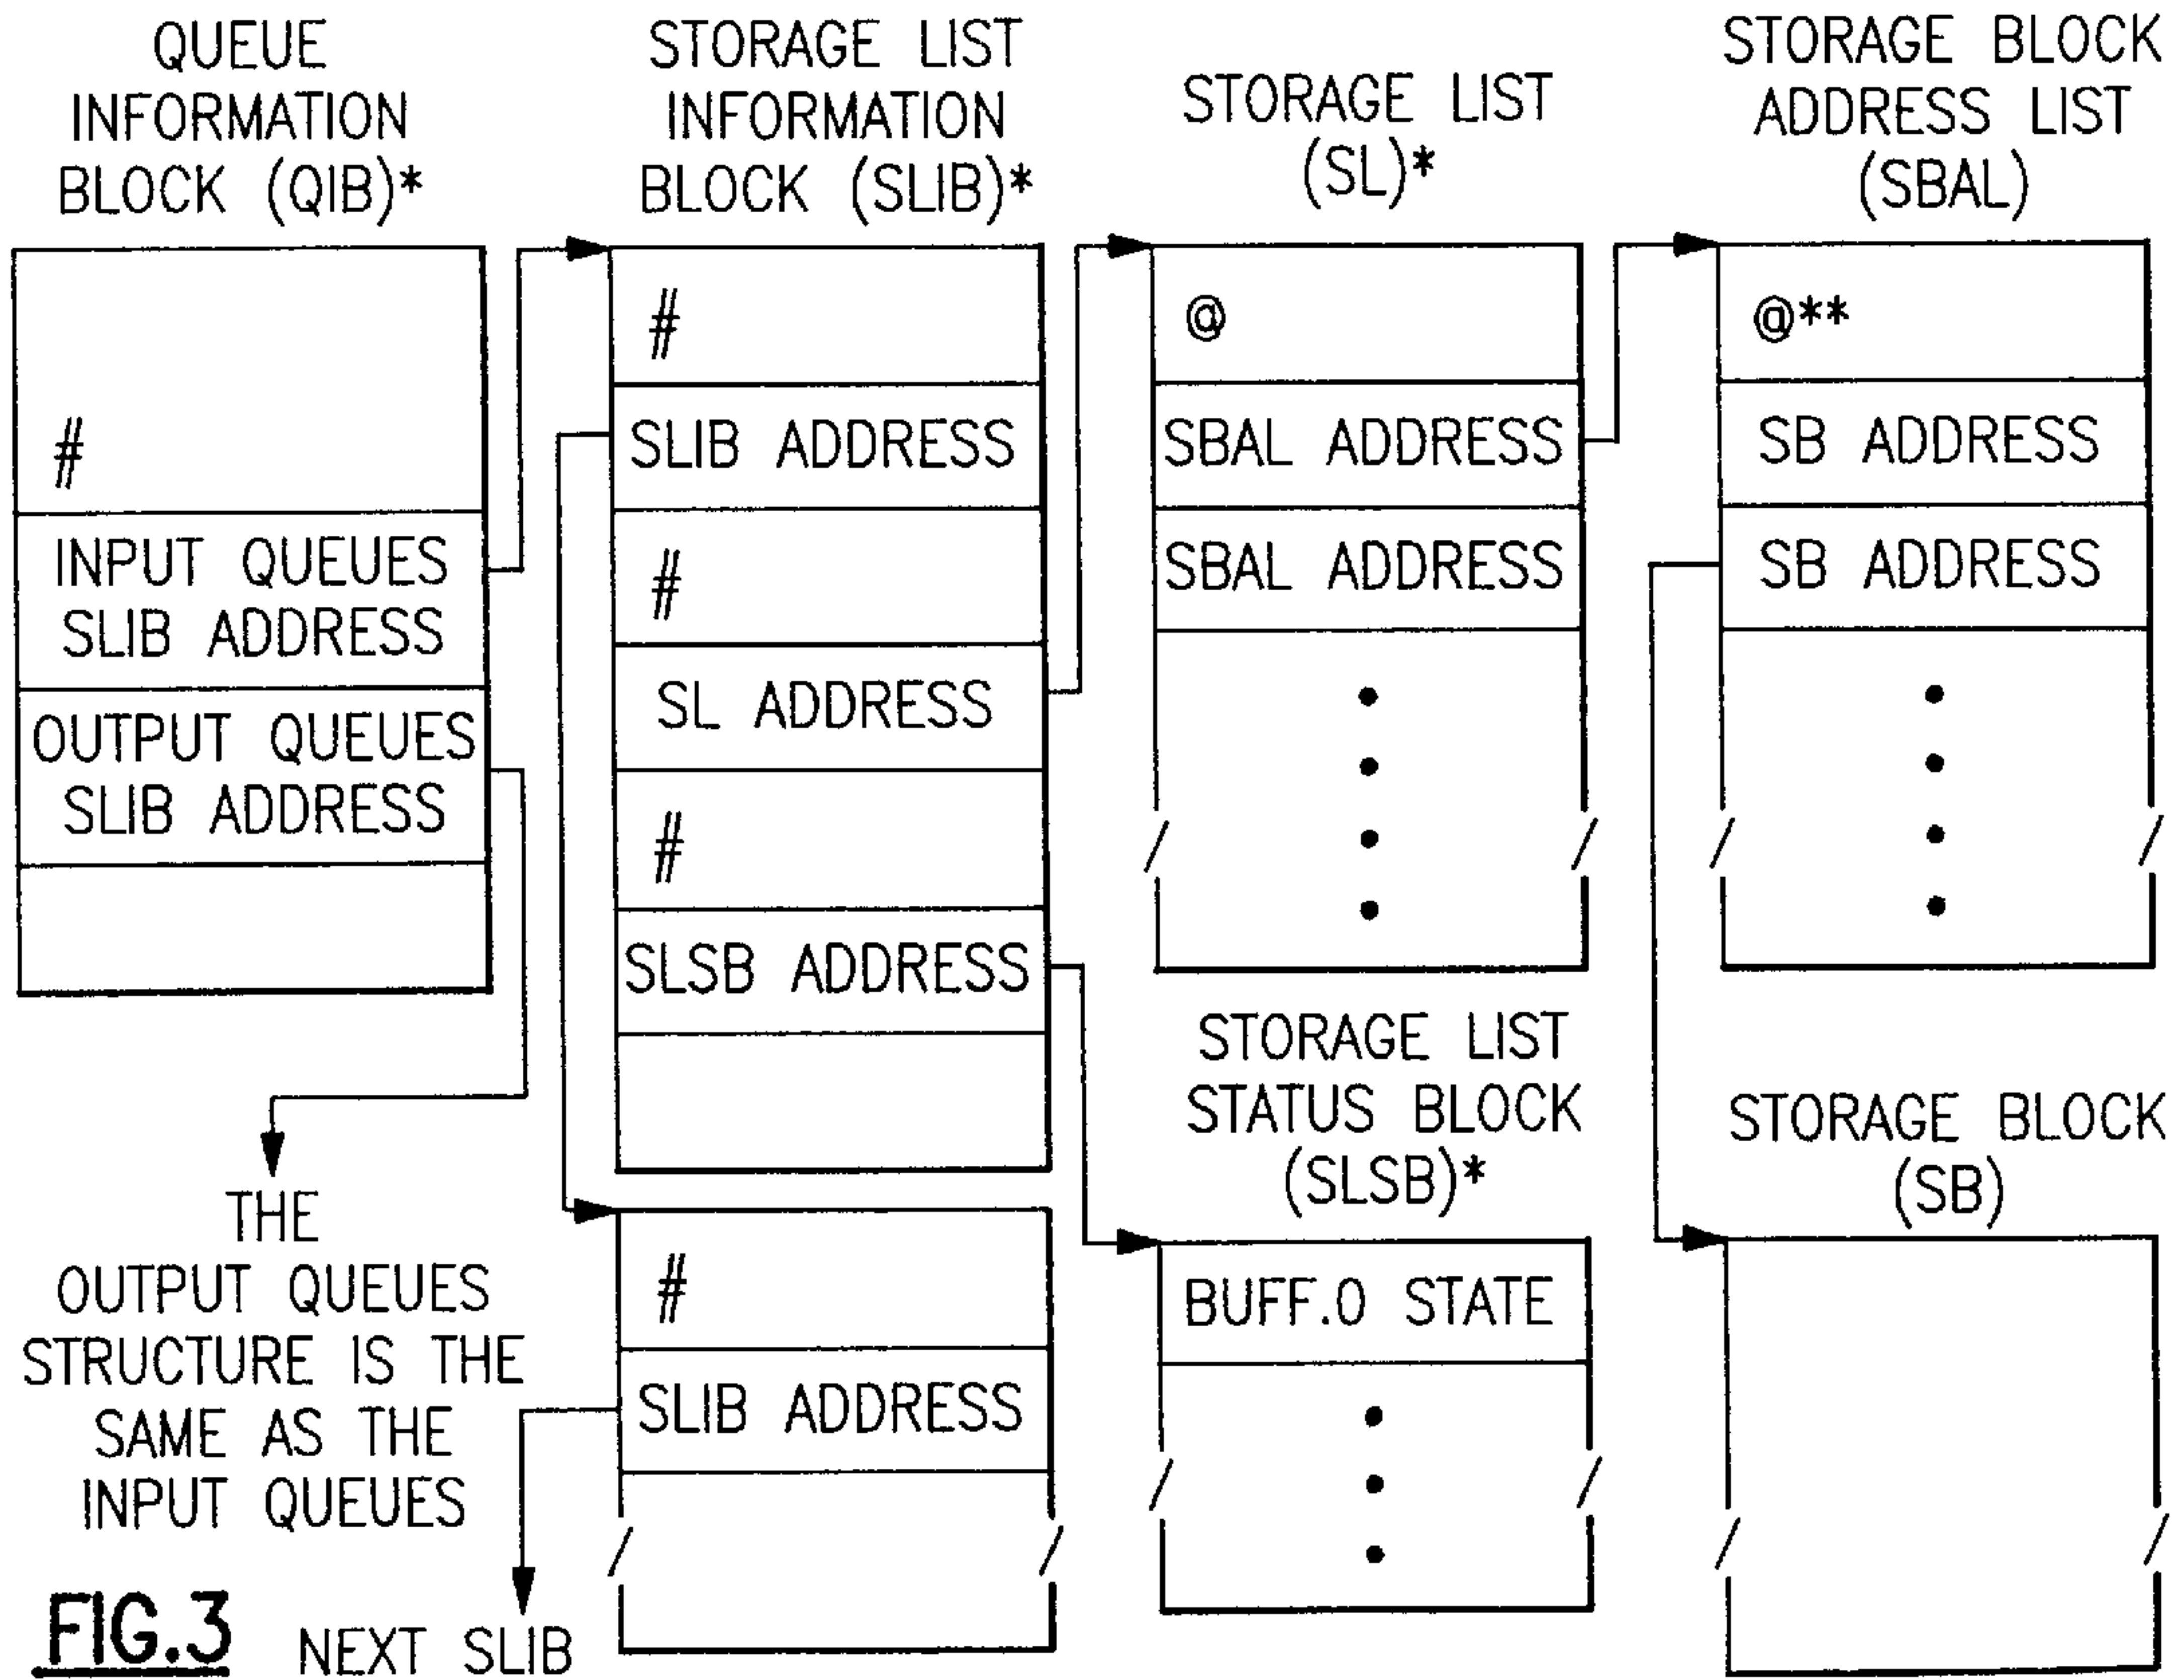 QUEUE
INFORMATION
BLOCK (QIB)*
#
INPUT QUEUES
SLIB ADDRESS
OUTPUT QUEUES
SLIB ADDRESS
THE
OUTPUT QUEUES
STRUCTURE IS THE
SAME AS THE
INPUT QUEUES
STORAGE LIST
INFORMATION
BLOCK (SLIB)*
#
SLIB ADDRESS
#
SL ADDRESS
#
SLSB ADDRESS
#
SLIB ADDRESS
NEXT SLIB
STORAGE LIST
(SL)*
@
SBAL ADDRESS
SBAL ADDRESS
STORAGE LIST
STATUS BLOCK
(SLSB)*
BUFF.0 STATE
STORAGE BLOCK
ADDRESS LIST
(SBAL)
@**
SB ADDRESS
SB ADDRESS
STORAGE BLOCK
(SB)
FIG.3